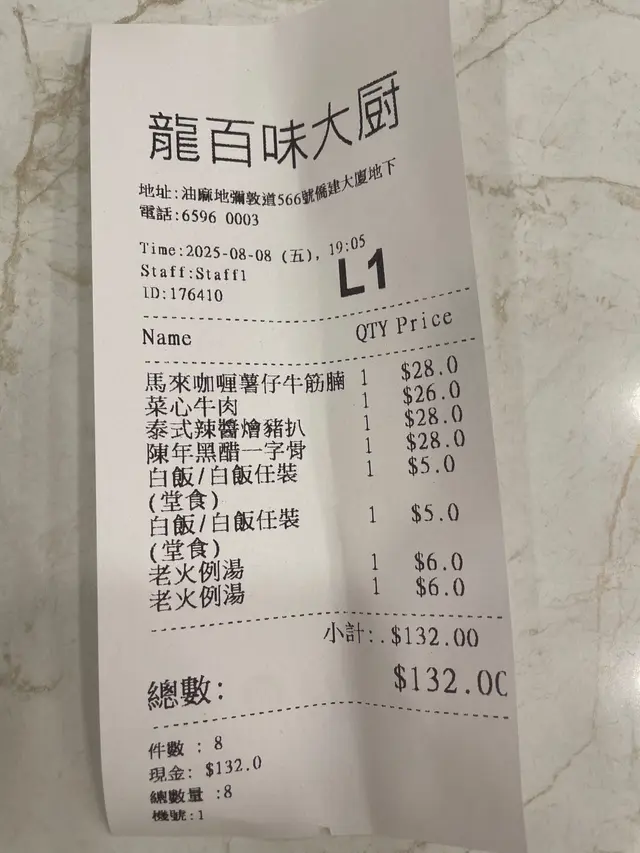 龍百味大厨
地址:油麻地彌敦道566號僑建大廈地下
電話:6596 0003
Time:2025-08-08 (五), 19:05
Staff:Staff1
L1
ID:176410
Name QTY Price
馬來咖喱薯仔牛筋腩 1 $28.0
菜心牛肉 1 $26.0
泰式辣醬燴豬扒 1 $28.0
陳年黑醋一字骨 1 $28.0
白飯/白飯任裝 1 $5.0
(堂食)
白飯/白飯任裝 1 $5.0
(堂食)
老火例湯 1 $6.0
老火例湯 1 $6.0
小計:.$132.00
總數: $132.00
件數 : 8
現金: $132.0
總數量 :8
機號:1